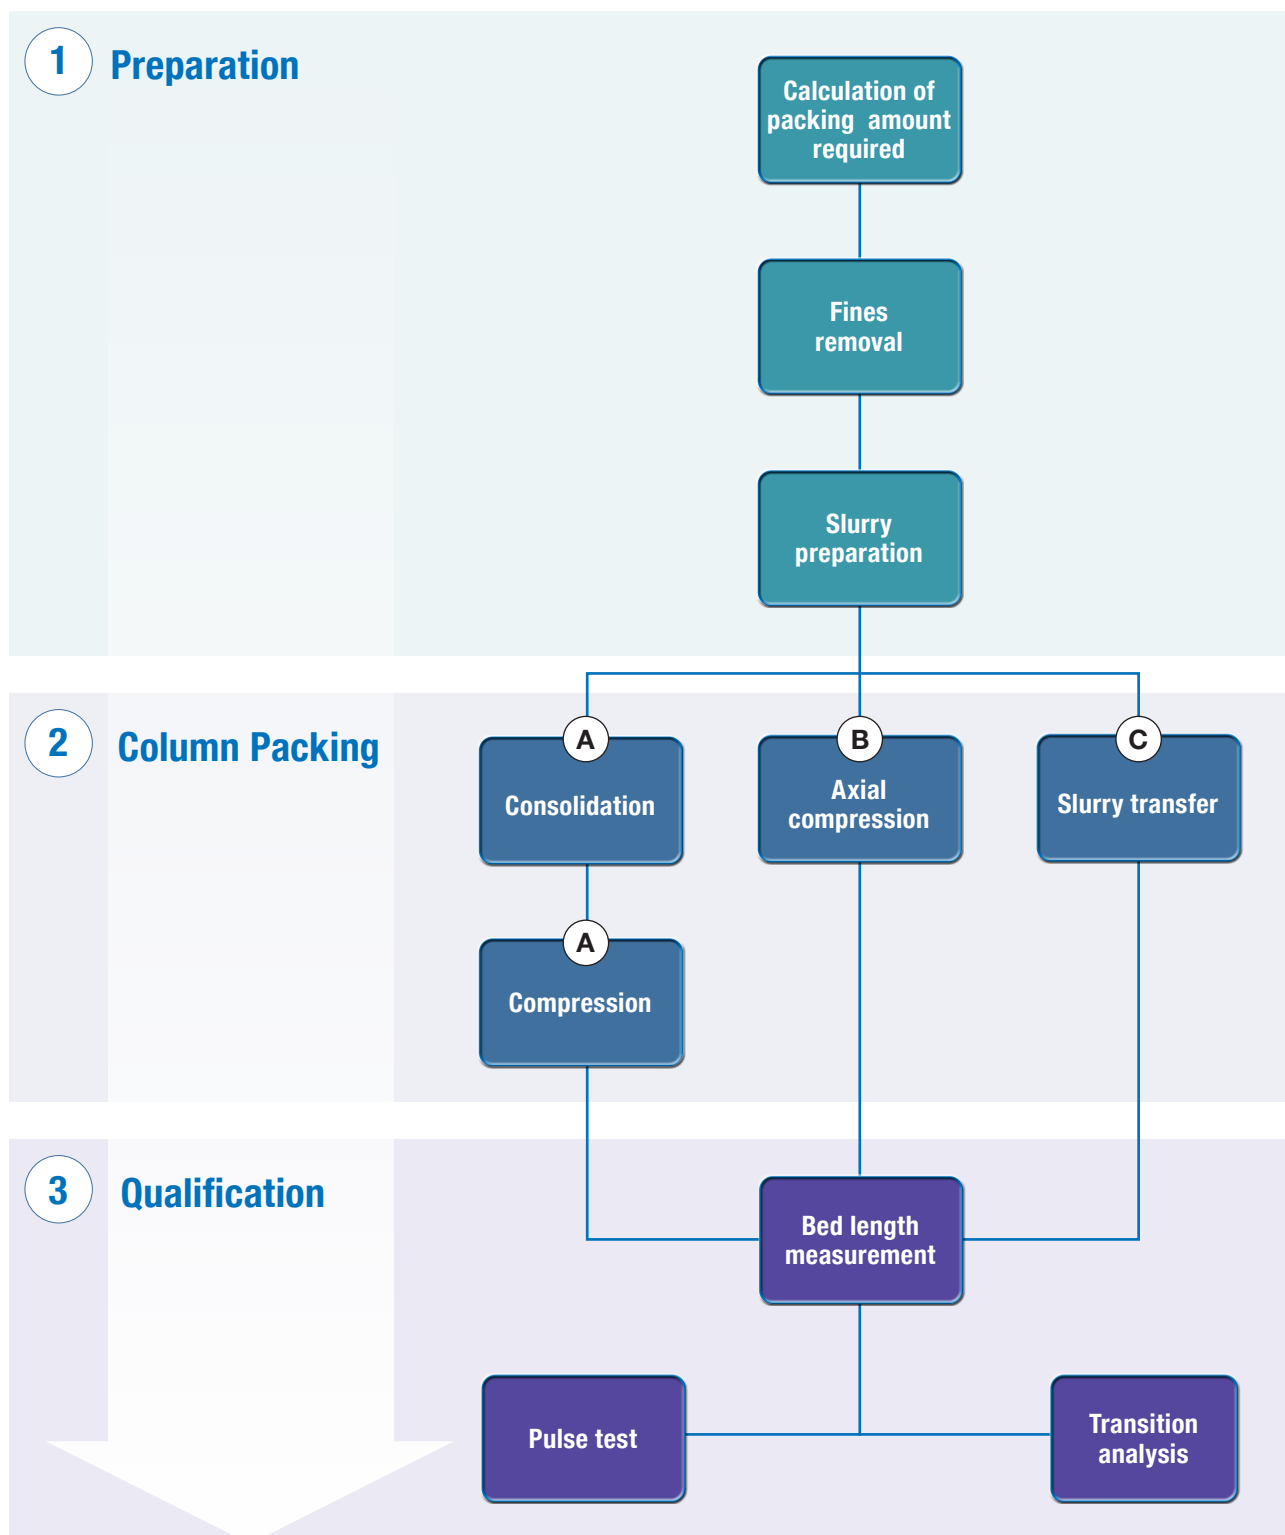 1 Preparation
Calculation of
packing amount
required
Fines
removal
Slurry
preparation
2 Column Packing
A
Consolidation
A
Compression
B
Axial
compression
C
Slurry transfer
3 Qualification
Bed length
measurement
Pulse test
Transition
analysis